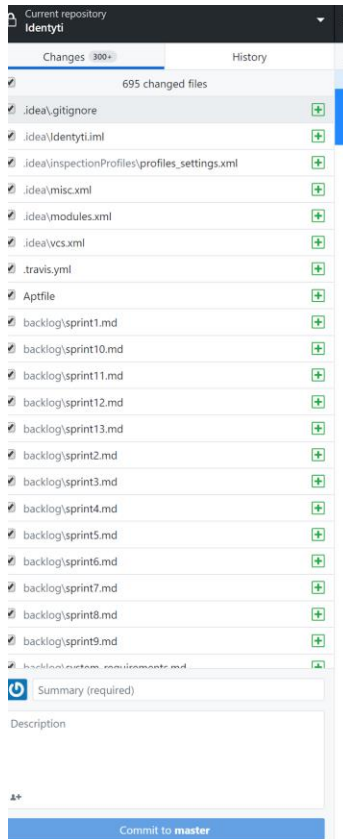 Current repository
Identyti
Changes 300+ History
695 changed files
.idea\.gitignore
.idea\Identyti.iml
.idea\inspectionProfiles\profiles_settings.xml
.idea\misc.xml
.idea\modules.xml
.idea\vcs.xml
.travis.yml
Aptfile
backlog\sprint1.md
backlog\sprint10.md
backlog\sprint11.md
backlog\sprint12.md
backlog\sprint13.md
backlog\sprint2.md
backlog\sprint3.md
backlog\sprint4.md
backlog\sprint5.md
backlog\sprint6.md
backlog\sprint7.md
backlog\sprint8.md
backlog\sprint9.md
backlog\system_requirements.md
Summary (required)
Description
Commit to master